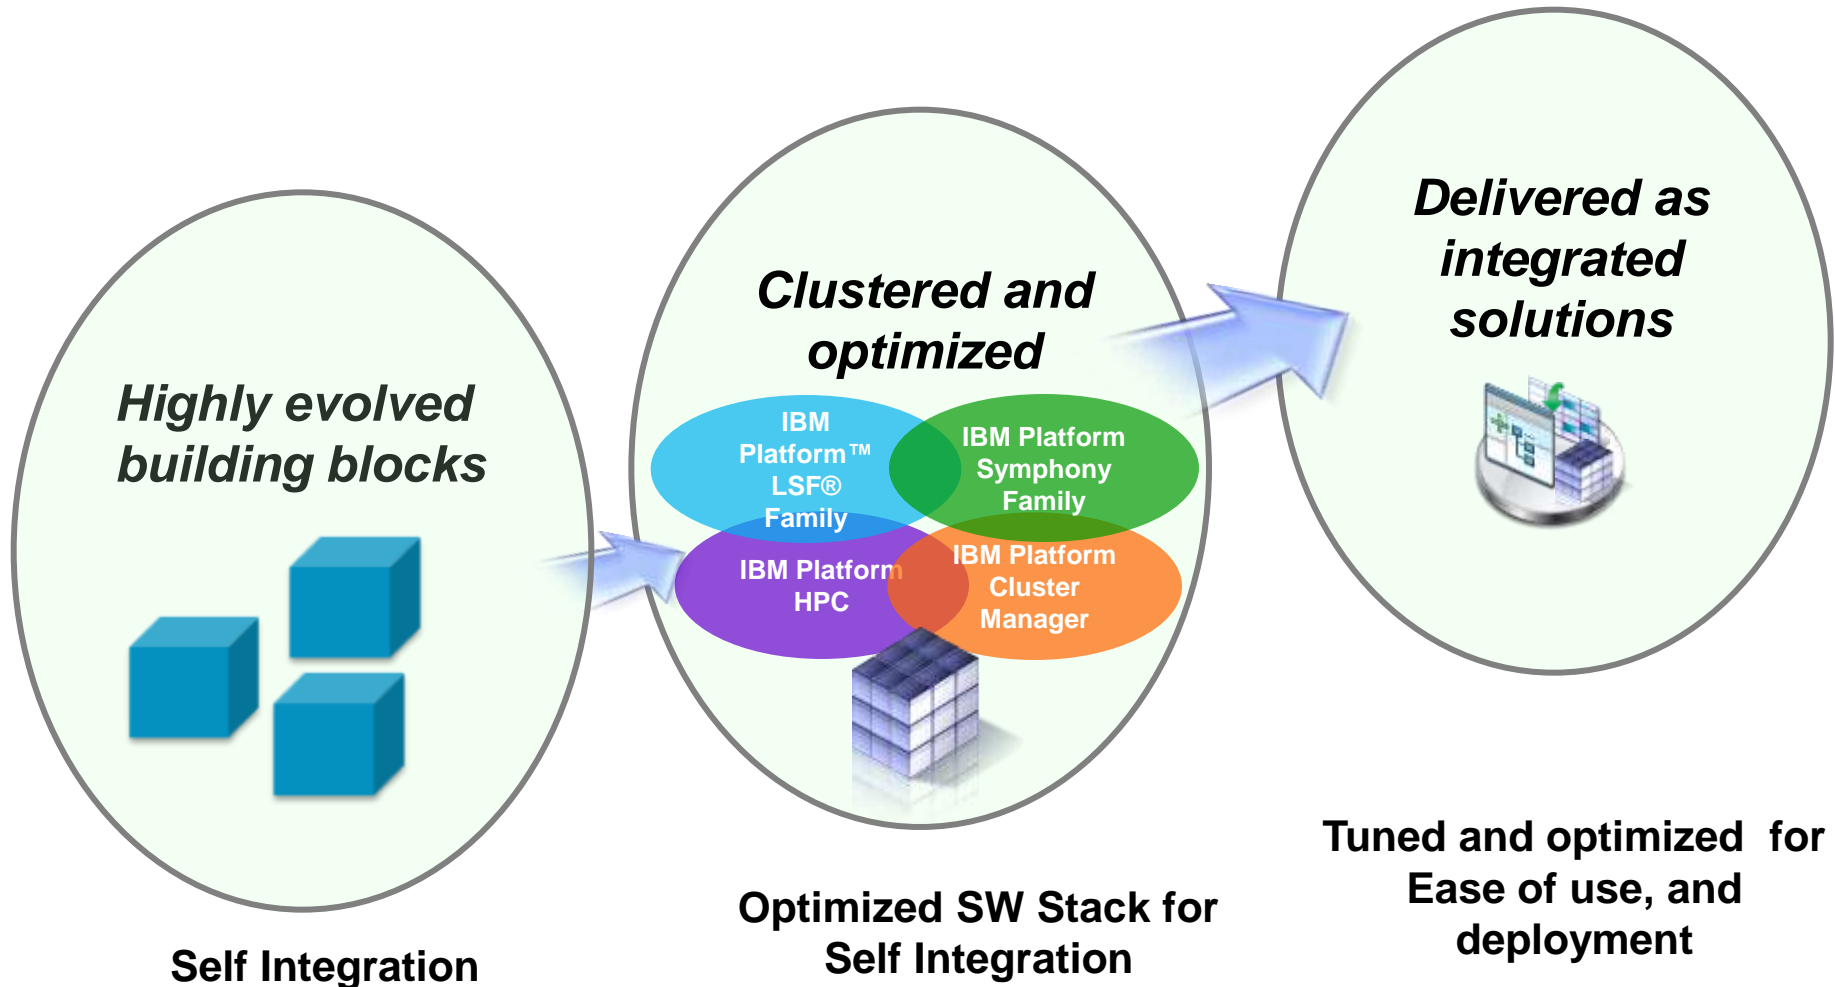 Highly evolved
building blocks
Self Integration
Clustered and
optimized
IBM
Platform™
LSF®
Family
IBM Platform
Symphony
Family
IBM Platform
HPC
IBM Platform
Cluster
Manager
Optimized SW Stack for
Self Integration
Delivered as
integrated
solutions
Tuned and optimized  for
Ease of use, and
deployment